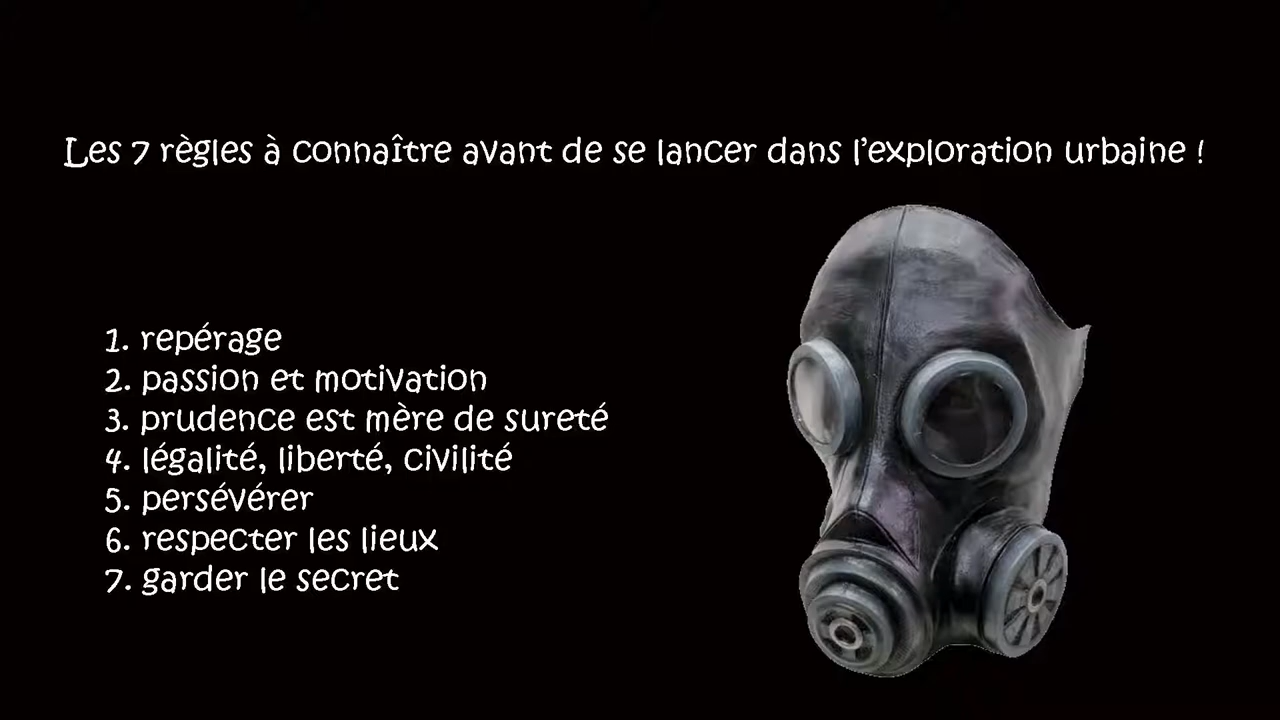 Les 7 règles à connaître avant de se lancer dans l'exploration urbaine !
1. repérage
2. passion et motivation
3. prudence est mère de sureté
4. légalité, liberté, civilité
5. persévérer
6. respecter les lieux
7. garder le secret